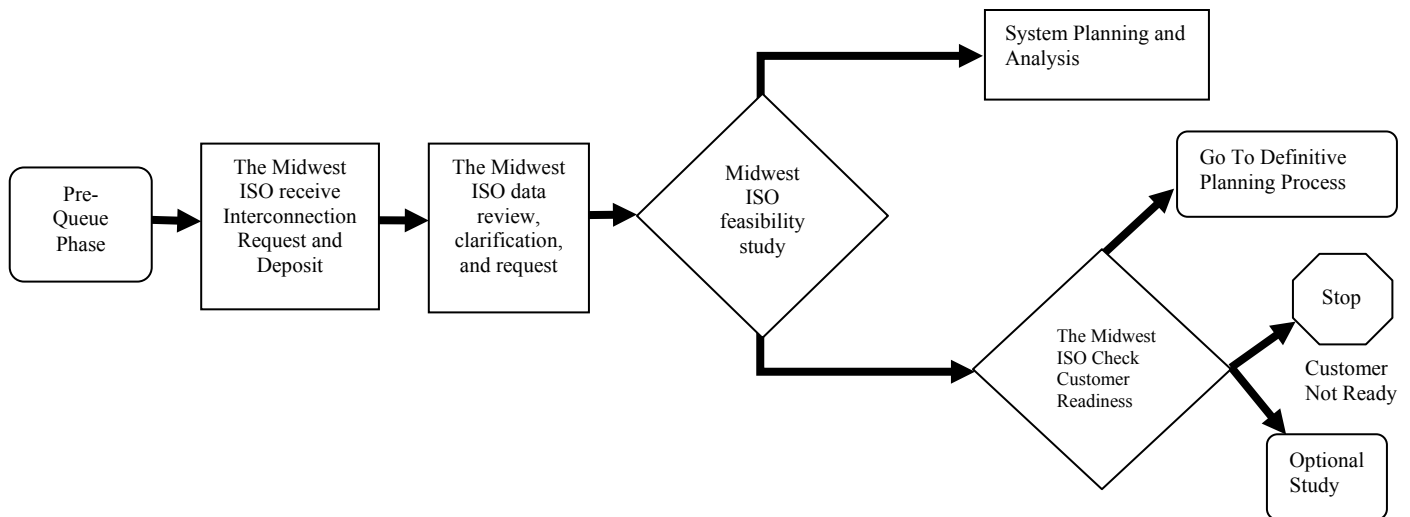 Pre-
Queue
Phase
The Midwest
ISO receive
Interconnection
Request and
Deposit
The Midwest
ISO data
review,
clarification,
and request
Midwest
ISO
feasibility
study
System Planning and
Analysis
The Midwest
ISO Check
Customer
Readiness
Go To Definitive
Planning Process
Stop
Customer
Not Ready
Optional
Study